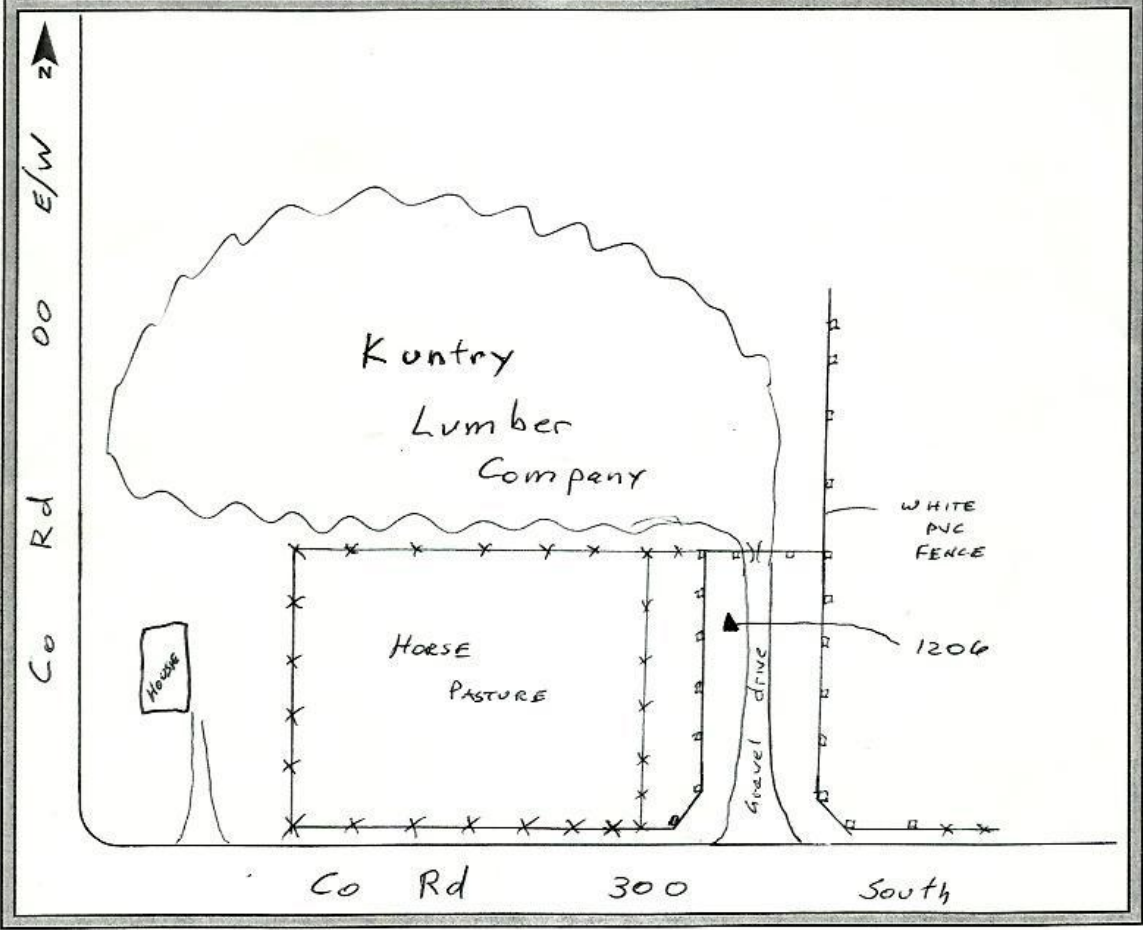 N
Co Rd 00 E/W
Kuntry
Lumber
Company
WHITE
PVC
FENCE
HORSE
PASTURE
1206
HOUSE
Gravel drive
Co Rd 300 South